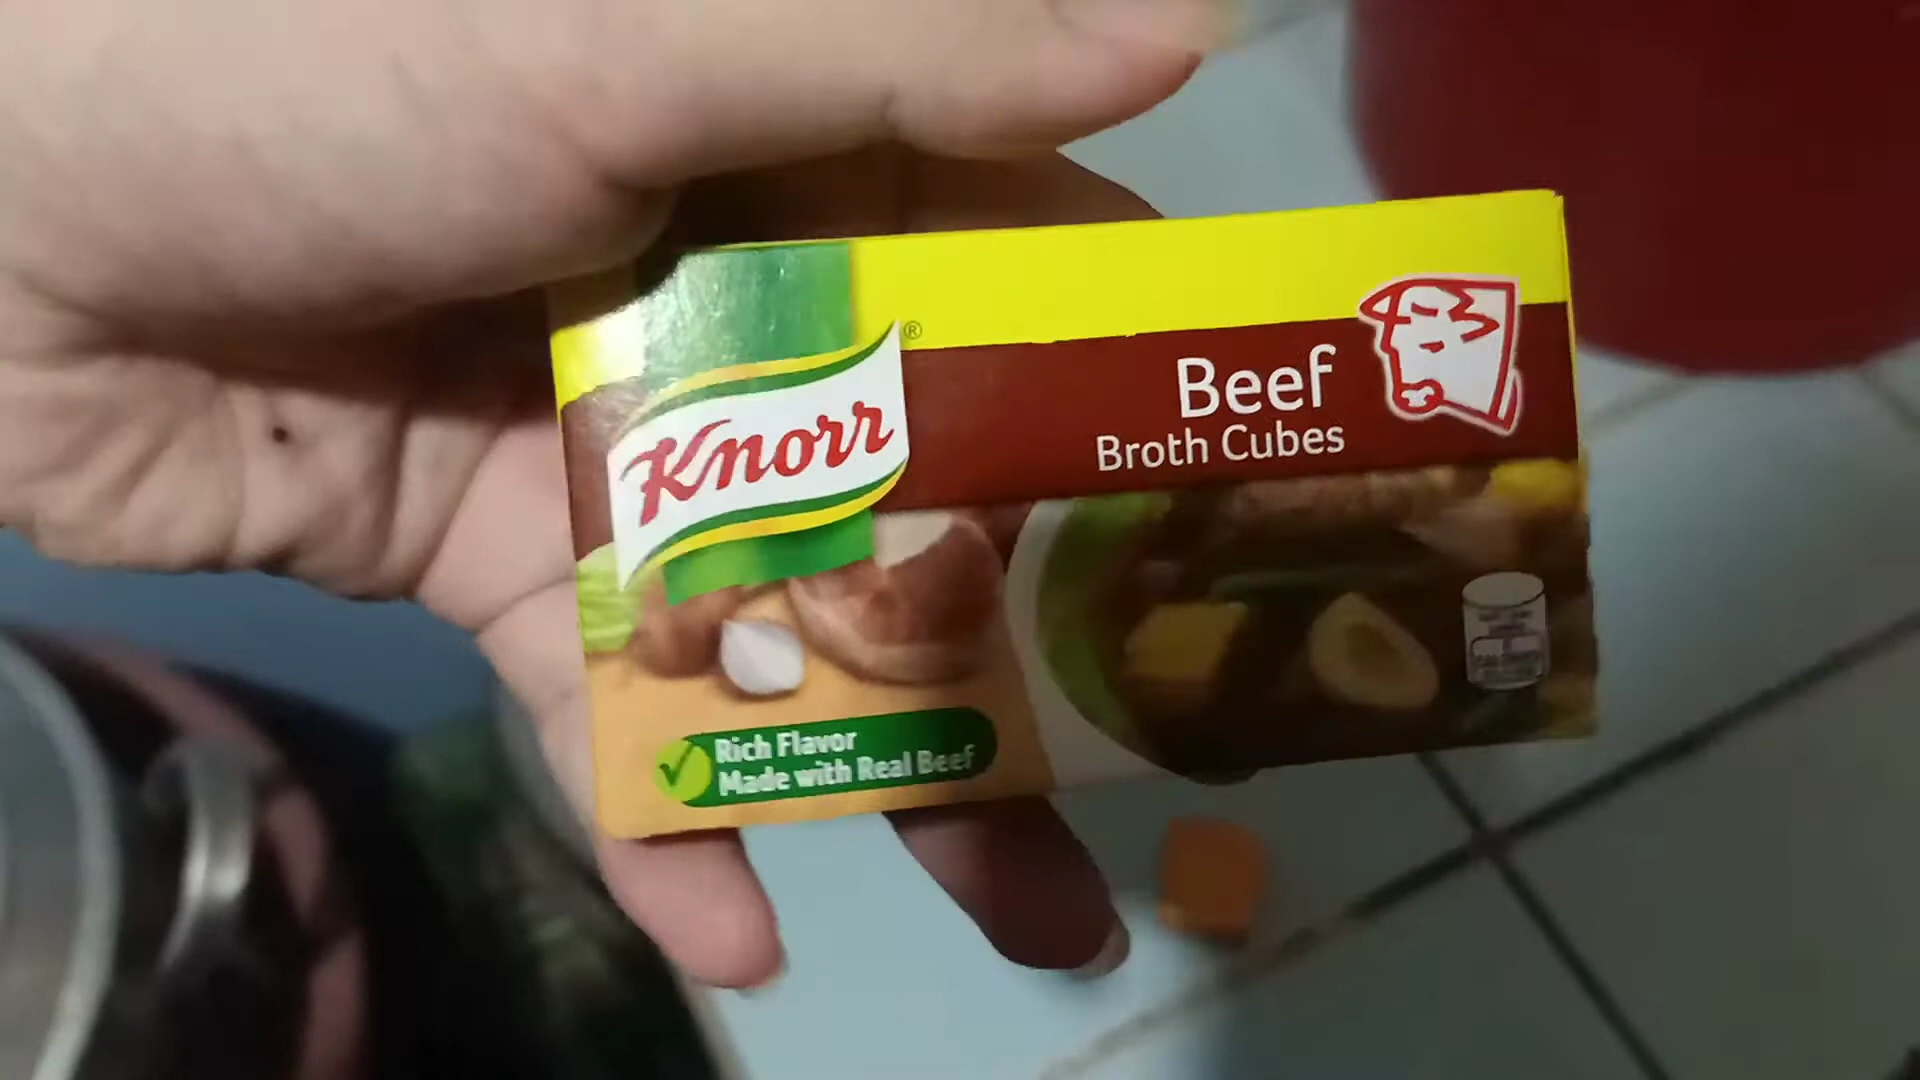 Knorr®
Beef
Broth Cubes
Rich Flavor
Made with Real Beef